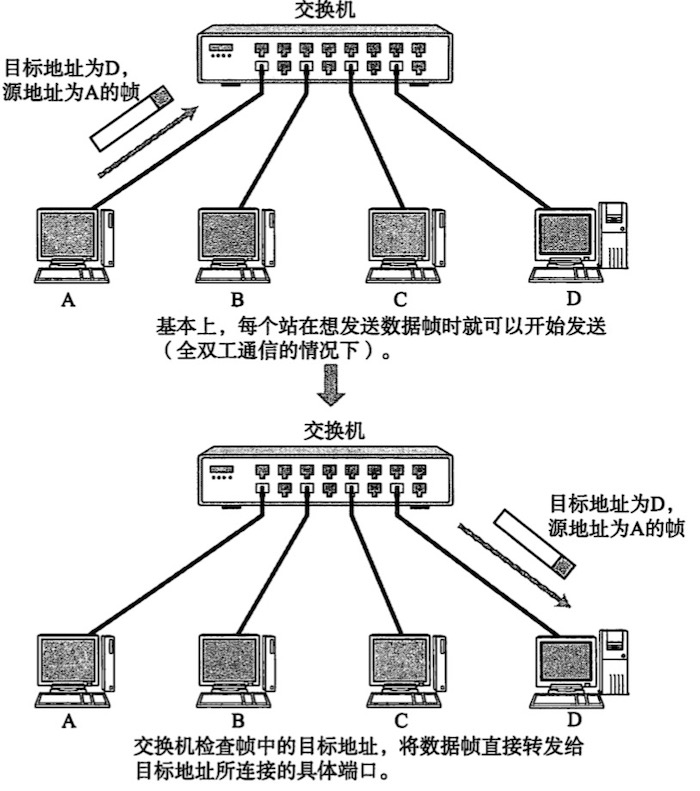 交换机
目标地址为D，
源地址为A的帧
A
B
C
D
基本上，每个站在想发送数据帧时就可以开始发送
（全双工通信的情况下）。
交换机
目标地址为D，
源地址为A的帧
A
B
C
D
交换机检查帧中的目标地址，将数据帧直接转发给
目标地址所连接的具体端口。